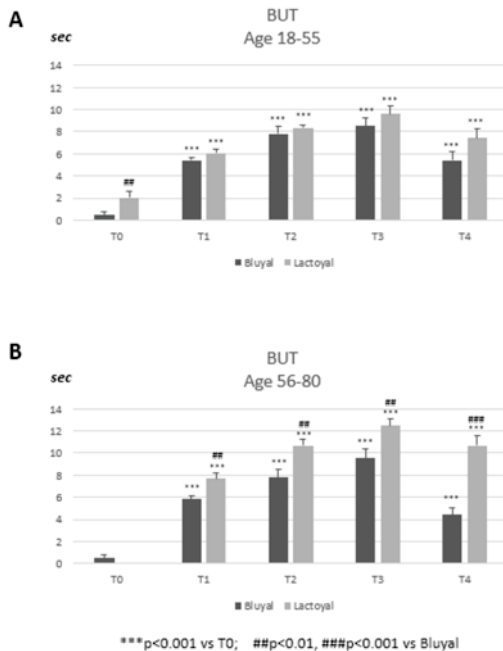 A
BUT
Age 18-55
sec
14
12
10
8
6
4
2
0
##
*** ***
*** ***
*** ***
*** ***
T0 T1 T2 T3 T4
Bluyal Lactoyal
B
BUT
Age 56-80
sec
14
12
10
8
6
4
2
0
##
*** ***
##
*** ***
##
*** ***
###
*** ***
T0 T1 T2 T3 T4
Bluyal Lactoyal
***p<0.001 vs T0; ##p<0.01, ###p<0.001 vs Bluyal